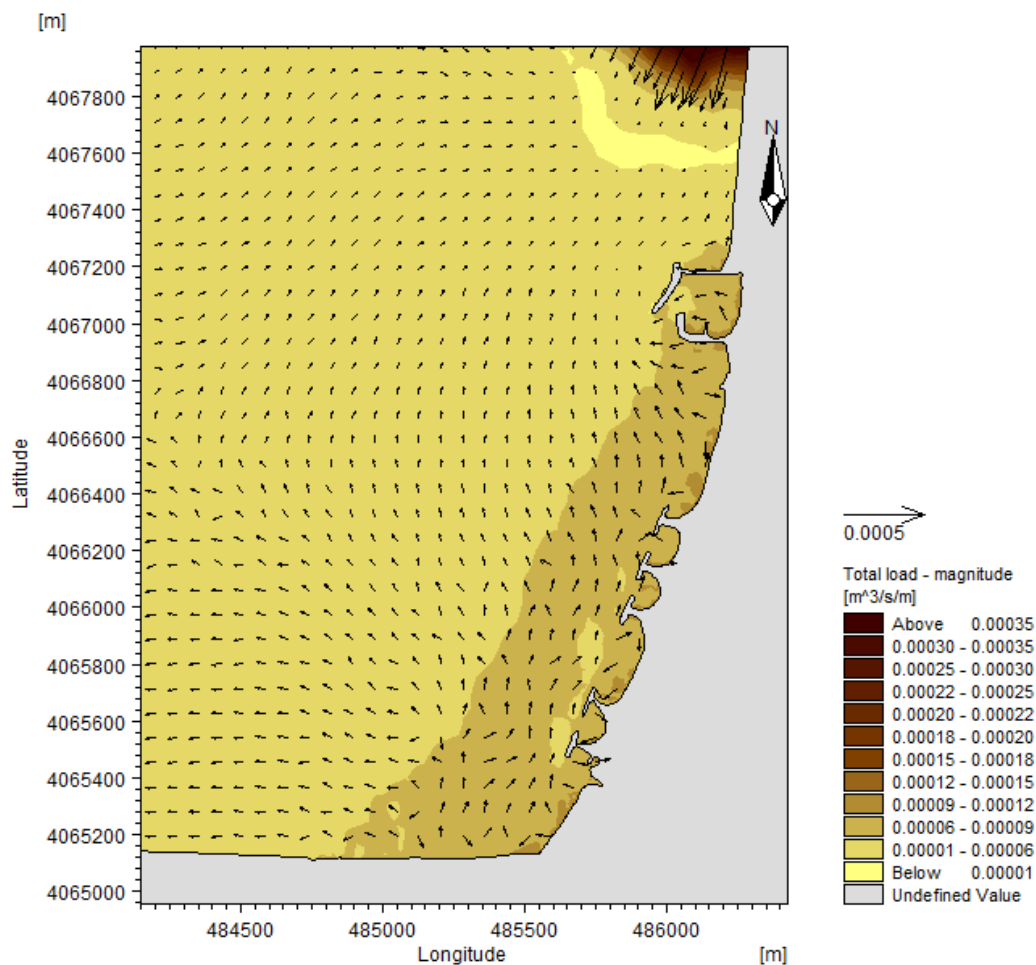 [m]
4067800
4067600
4067400
4067200
4067000
4066800
4066600
4066400
4066200
4066000
4065800
4065600
4065400
4065200
4065000
Latitude
484500 485000 485500 486000
Longitude [m]
N
0.0005
Total load - magnitude
[m^3/s/m]
Above 0.00035
0.00030 - 0.00035
0.00025 - 0.00030
0.00022 - 0.00025
0.00020 - 0.00022
0.00018 - 0.00020
0.00015 - 0.00018
0.00012 - 0.00015
0.00009 - 0.00012
0.00006 - 0.00009
0.00001 - 0.00006
Below 0.00001
Undefined Value